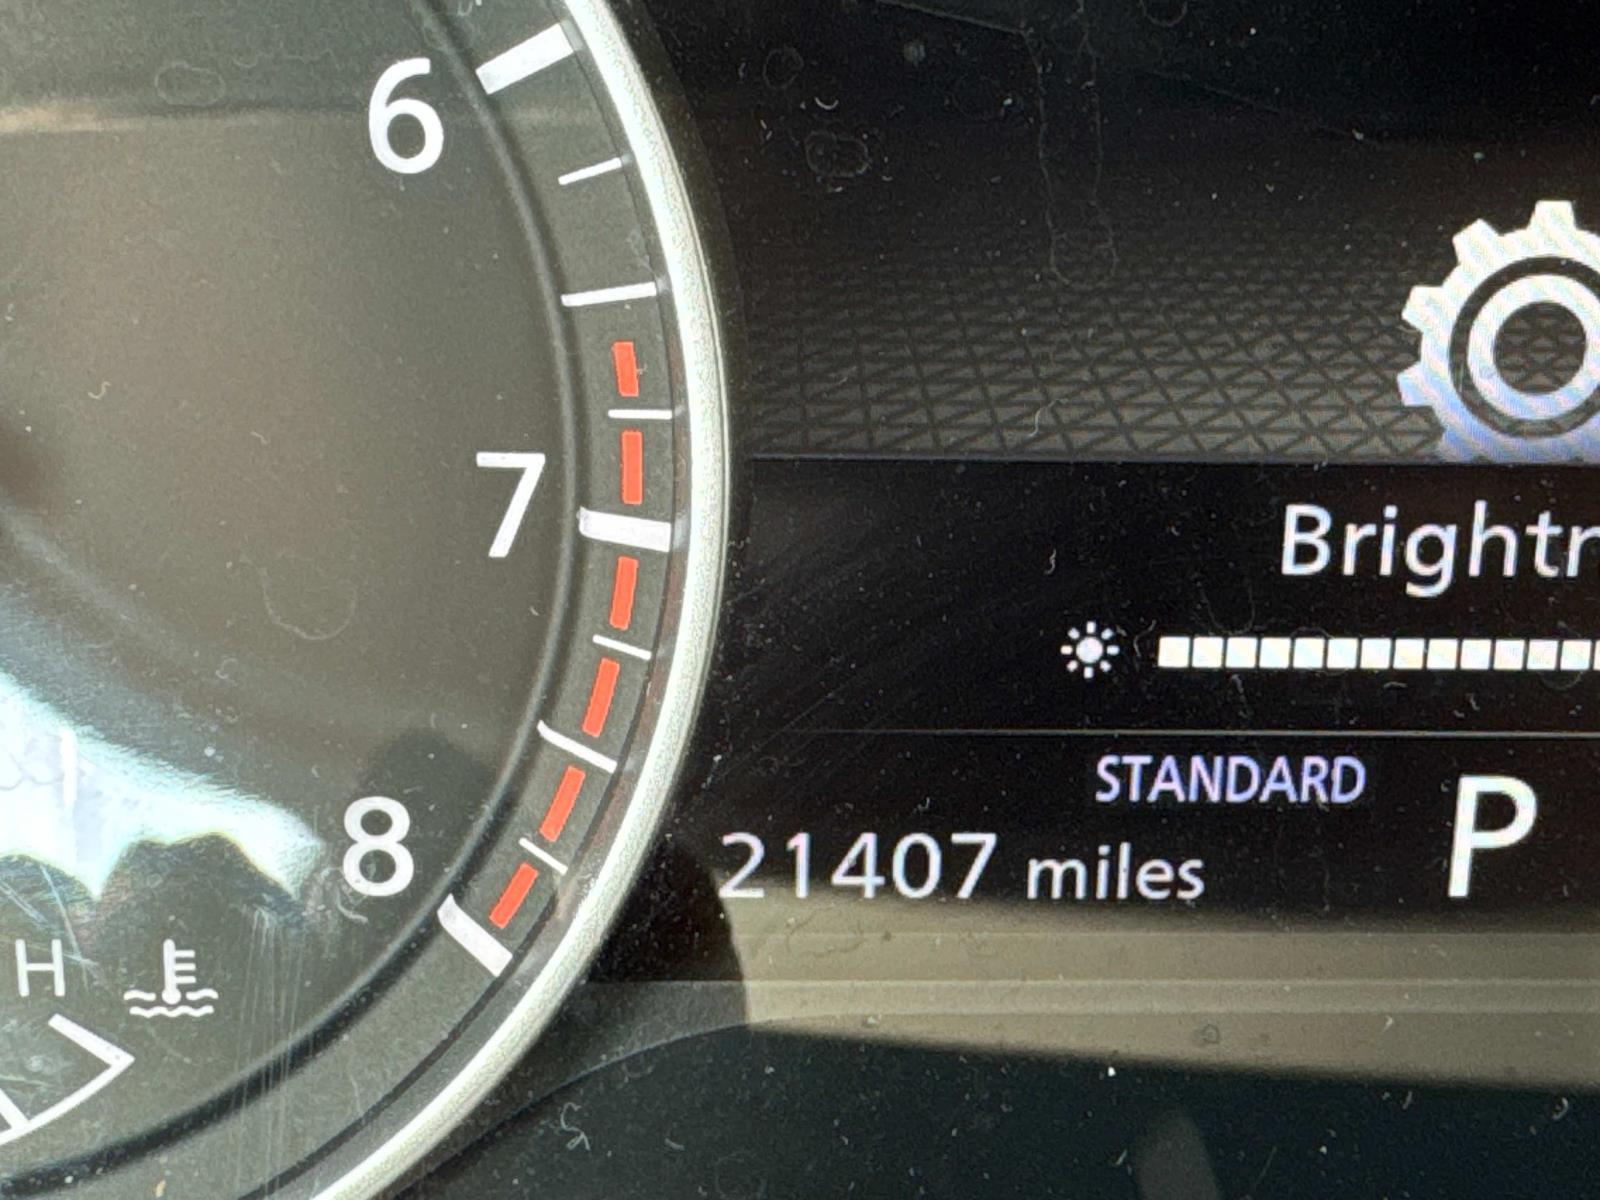 6
7
Brightn
STANDARD
P
21407 miles
8
H